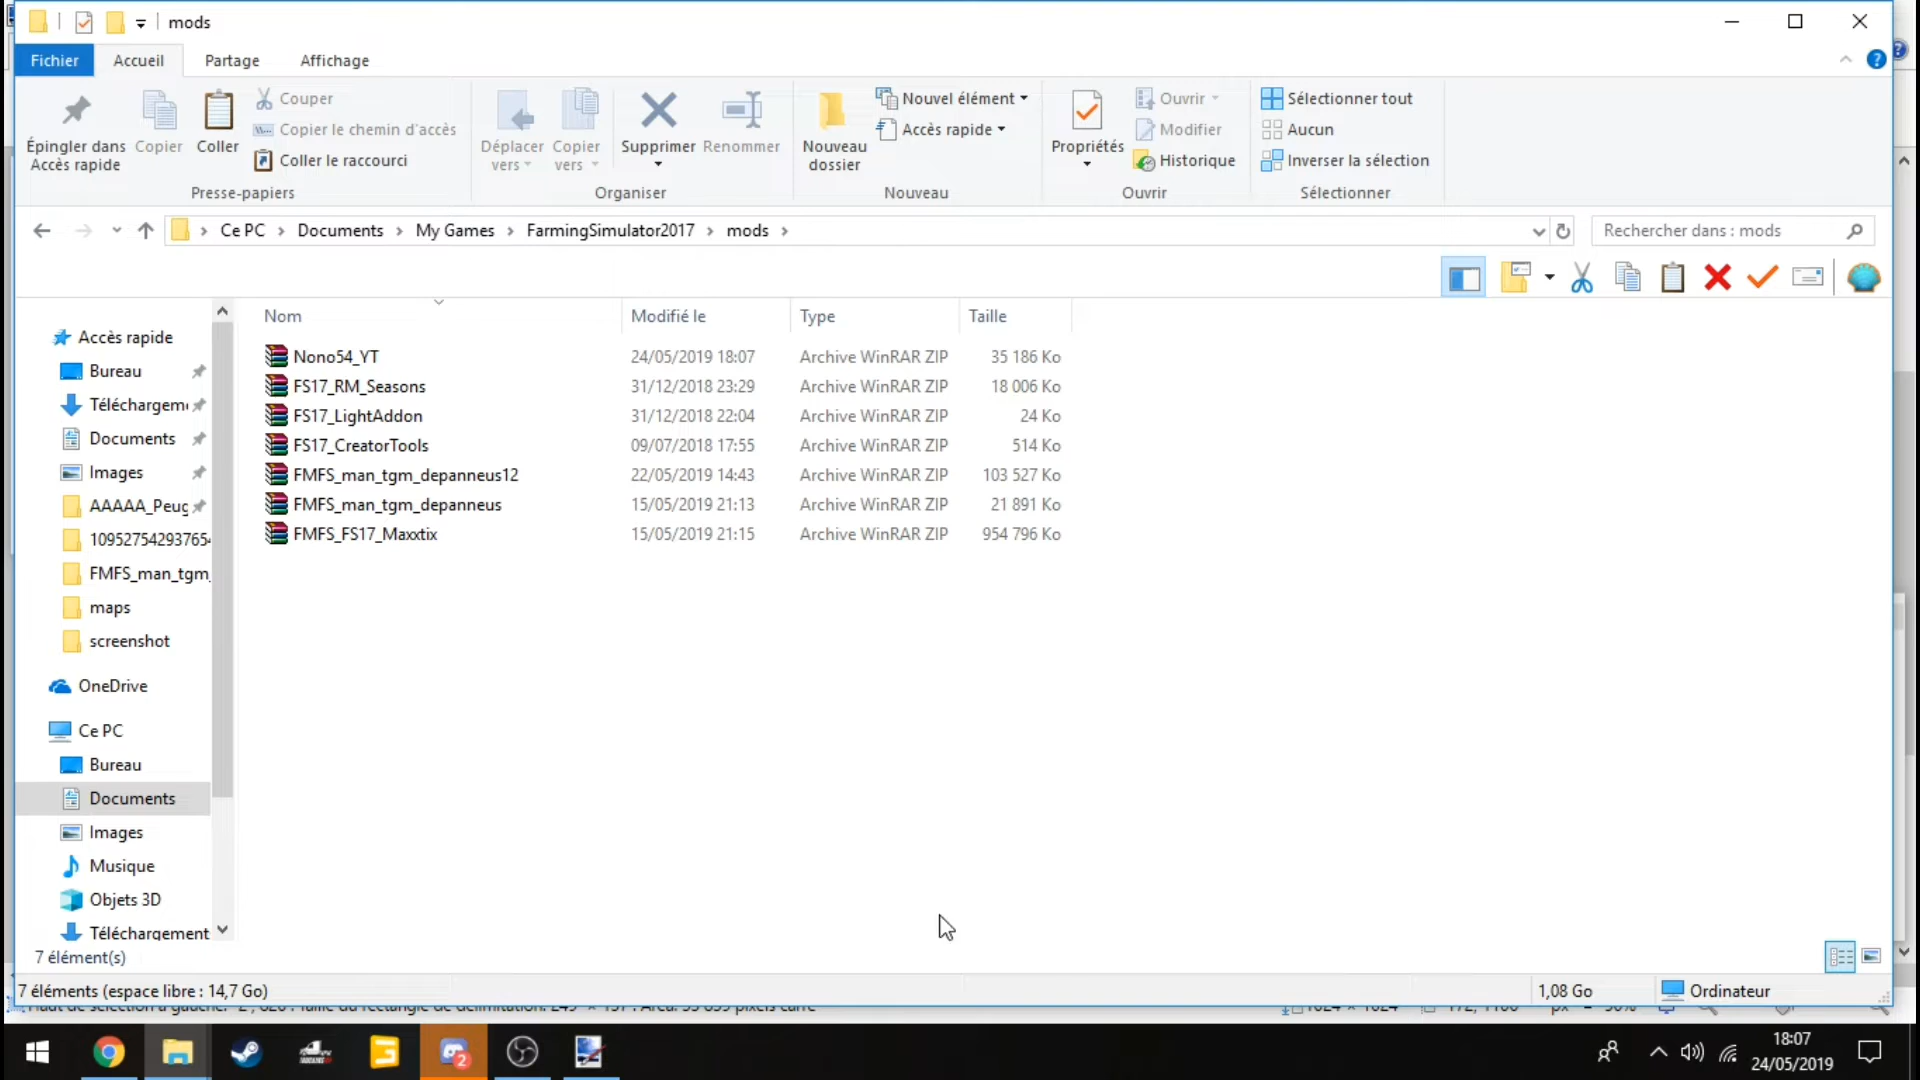 mods
Fichier Accueil Partage Affichage
Épingler dans Accès rapide
Copier
Coller
Couper
Copier le chemin d'accès
Coller le raccourci
Presse-papiers
Déplacer vers
Copier vers
Supprimer
Renommer
Organiser
Nouveau dossier
Nouvel élément
Accès rapide
Nouveau
Propriétés
Ouvrir
Modifier
Historique
Ouvrir
Sélectionner tout
Aucun
Inverser la sélection
Sélectionner
Ce PC > Documents > My Games > FarmingSimulator2017 > mods >
Rechercher dans : mods
Nom Modifié le Type Taille
Nono54_YT 24/05/2019 18:07 Archive WinRAR ZIP 35 186 Ko
FS17_RM_Seasons 31/12/2018 23:29 Archive WinRAR ZIP 18 006 Ko
FS17_LightAddon 31/12/2018 22:04 Archive WinRAR ZIP 24 Ko
FS17_CreatorTools 09/07/2018 17:55 Archive WinRAR ZIP 514 Ko
FMFS_man_tgm_depanneus12 22/05/2019 14:43 Archive WinRAR ZIP 103 527 Ko
FMFS_man_tgm_depanneus 15/05/2019 21:13 Archive WinRAR ZIP 21 891 Ko
FMFS_FS17_Maxxtix 15/05/2019 21:15 Archive WinRAR ZIP 954 796 Ko
Accès rapide
Bureau
Téléchargem
Documents
Images
AAAAA_Peug
10952754293765
FMFS_man_tgm_
maps
screenshot
OneDrive
Ce PC
Bureau
Documents
Images
Musique
Objets 3D
Téléchargement
7 élément(s)
7 éléments (espace libre : 14,7 Go) 1,08 Go Ordinateur
2
18:07
24/05/2019